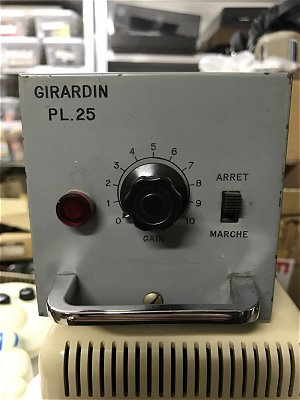 GIRARDIN
PL.25
0 1 2 3 4 5 6 7 8 9 10
GAIN
ARRET
MARCHE